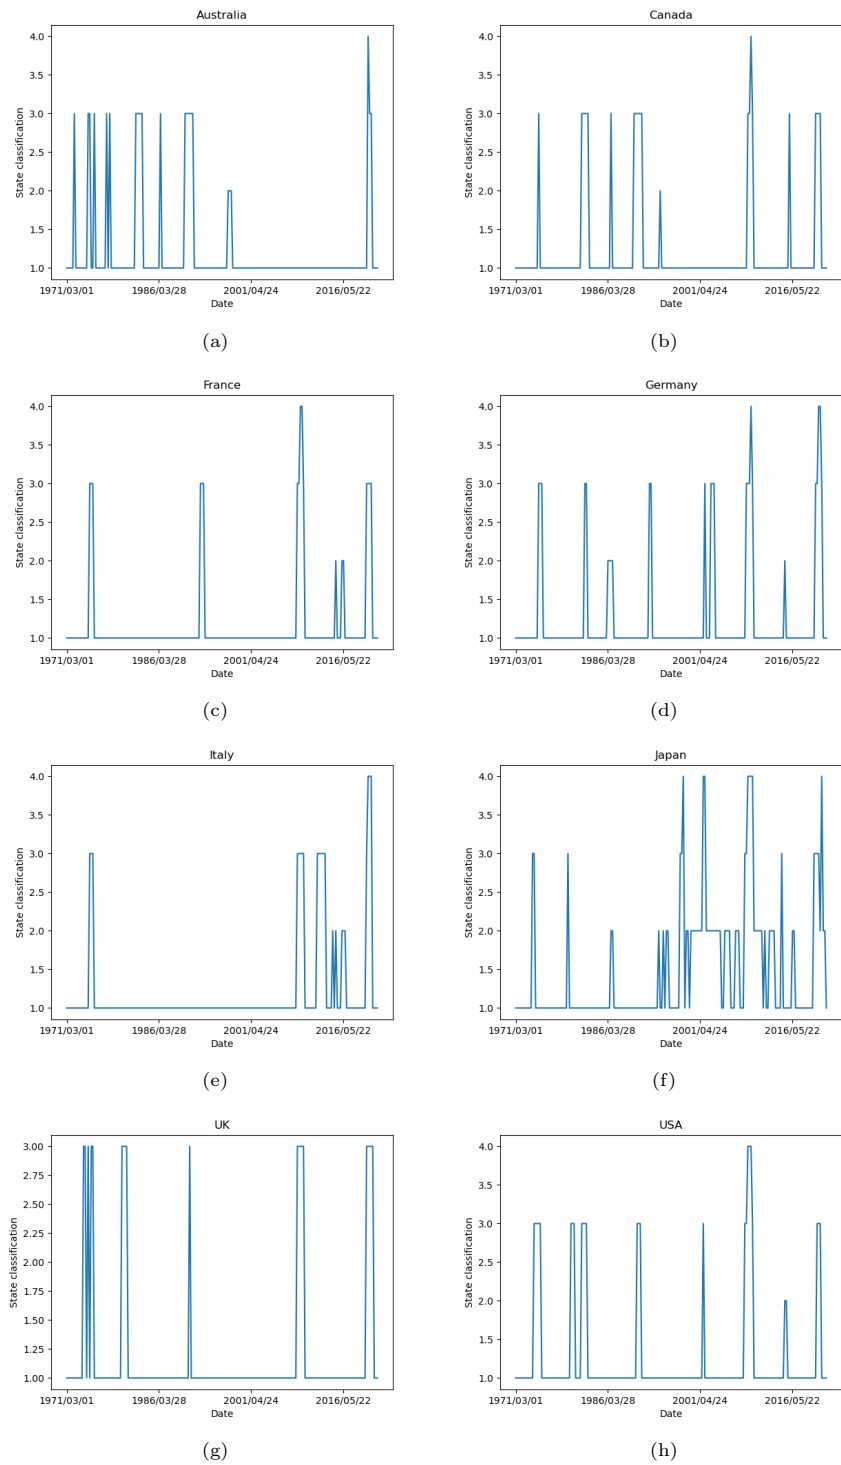 Australia
State classification
4.0
3.5
3.0
2.5
2.0
1.5
1.0
1971/03/01 1986/03/28 2001/04/24 2016/05/22
Date
(a)
Canada
State classification
4.0
3.5
3.0
2.5
2.0
1.5
1.0
1971/03/01 1986/03/28 2001/04/24 2016/05/22
Date
(b)
France
State classification
4.0
3.5
3.0
2.5
2.0
1.5
1.0
1971/03/01 1986/03/28 2001/04/24 2016/05/22
Date
(c)
Germany
State classification
4.0
3.5
3.0
2.5
2.0
1.5
1.0
1971/03/01 1986/03/28 2001/04/24 2016/05/22
Date
(d)
Italy
State classification
4.0
3.5
3.0
2.5
2.0
1.5
1.0
1971/03/01 1986/03/28 2001/04/24 2016/05/22
Date
(e)
Japan
State classification
4.0
3.5
3.0
2.5
2.0
1.5
1.0
1971/03/01 1986/03/28 2001/04/24 2016/05/22
Date
(f)
UK
State classification
3.00
2.75
2.50
2.25
2.00
1.75
1.50
1.25
1.00
1971/03/01 1986/03/28 2001/04/24 2016/05/22
Date
(g)
USA
State classification
4.0
3.5
3.0
2.5
2.0
1.5
1.0
1971/03/01 1986/03/28 2001/04/24 2016/05/22
Date
(h)